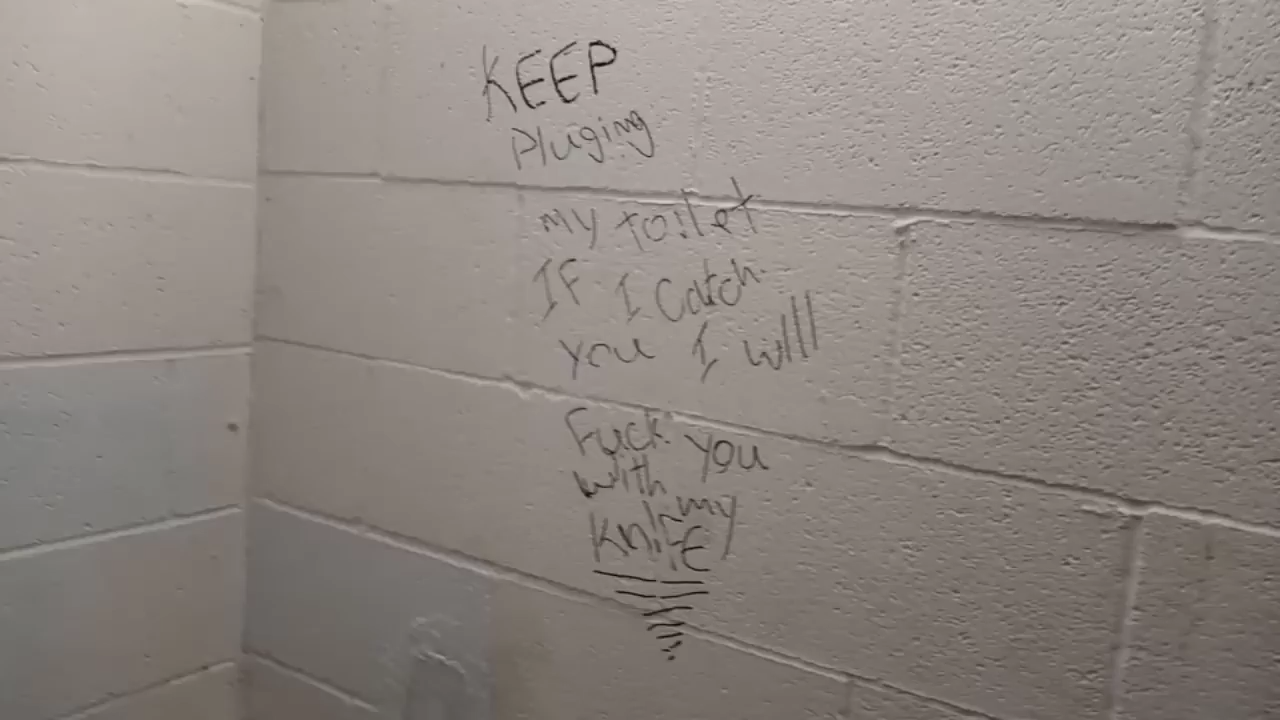 KEEP
Pluging
my toilet
IF I Catch
you I will
Fuck you
with my
KniFE